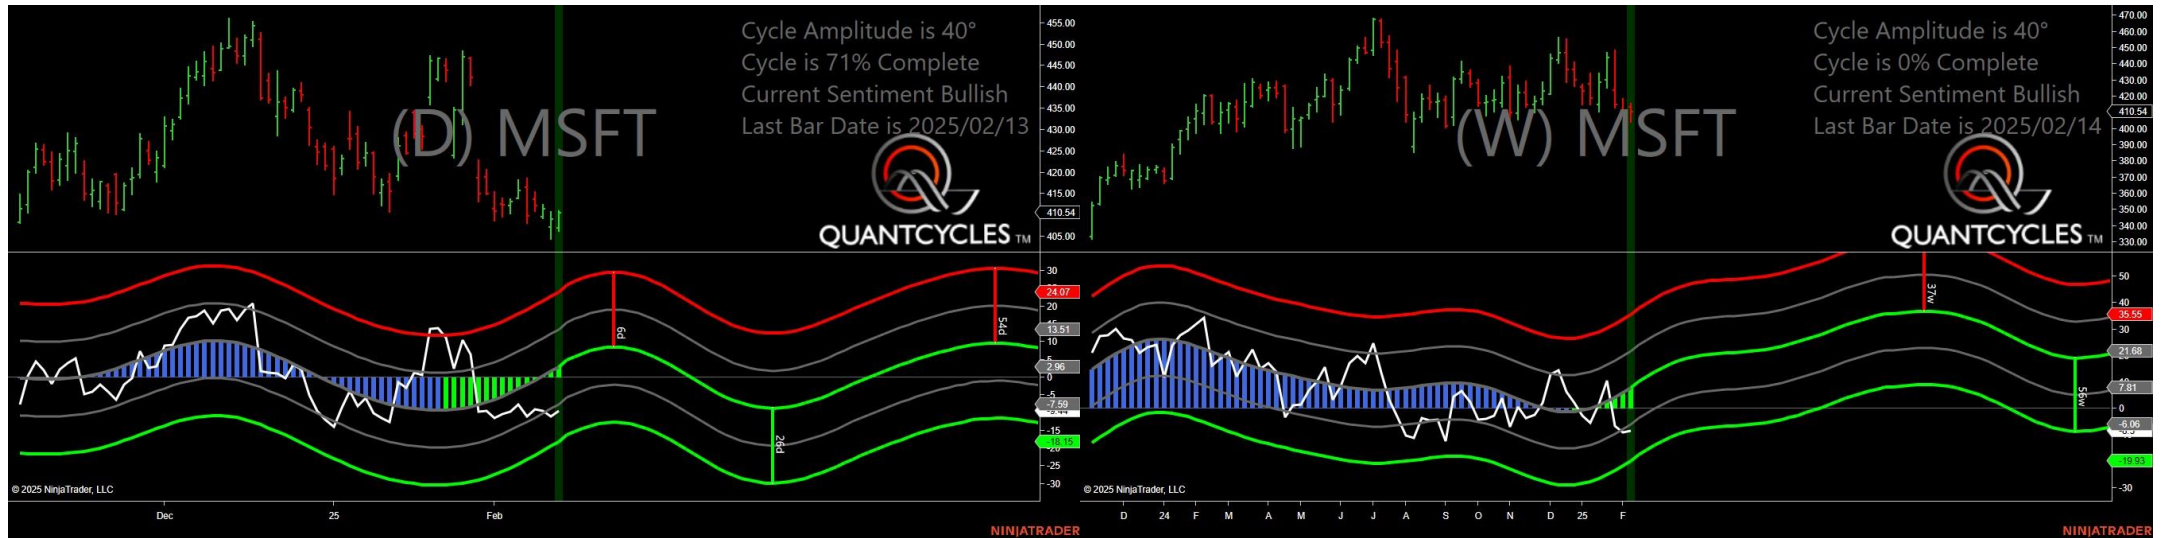 Cycle Amplitude is 40°
Cycle is 71% Complete
Current Sentiment Bullish
Last Bar Date is 2025/02/13
(D) MSFT
QUANTCYCLES TM
455.00
450.00
445.00
440.00
435.00
430.00
425.00
420.00
415.00
410.54
405.00
30
24.07
20
13.51
10
2.96
0
-7.59
-15
-18.15
-25
-30
6d
26d
54d
© 2025 NinjaTrader, LLC
Dec 25 Feb
NINJATRADER
Cycle Amplitude is 40°
Cycle is 0% Complete
Current Sentiment Bullish
Last Bar Date is 2025/02/14
(W) MSFT
QUANTCYCLES TM
470.00
460.00
450.00
440.00
430.00
420.00
410.54
400.00
390.00
380.00
370.00
360.00
350.00
340.00
330.00
50
40
35.55
30
21.68
7.81
0
-6.06
-19.93
-30
37w
© 2025 NinjaTrader, LLC
D 24 F M A M J J A S O N D 25 F
NINJATRADER